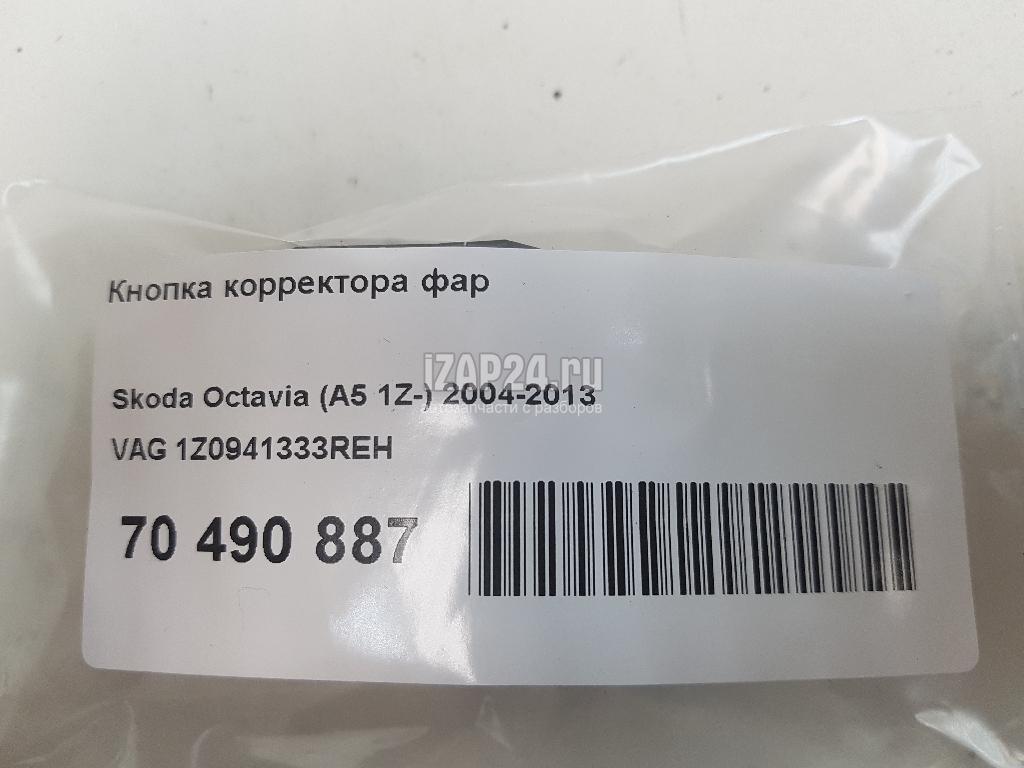 Кнопка корректора фар
iZAP24.ru
Skoda Octavia (A5 1Z-) 2004-2013
автозапчасти с разборов
VAG 1Z0941333REH
70 490 887